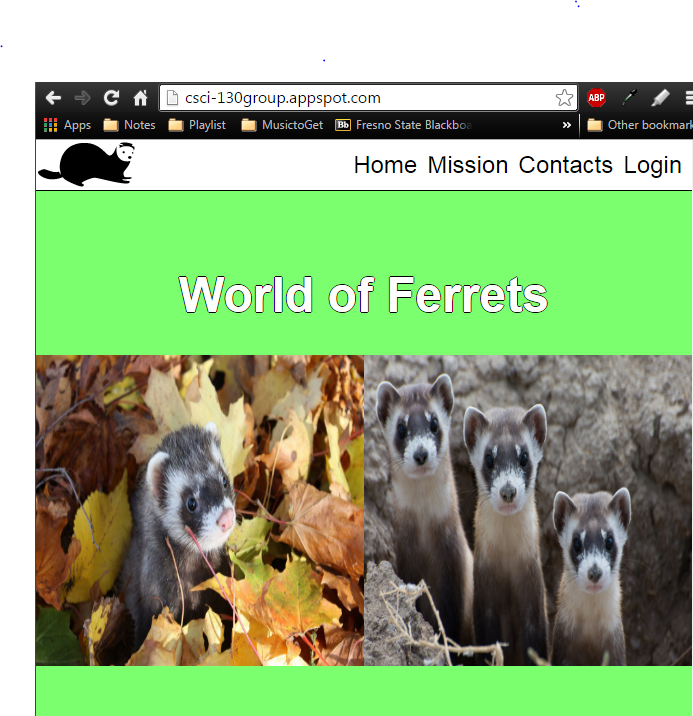 csci-130group.appspot.com
ABP
Apps Notes Playlist MusictoGet Bb Fresno State Blackboa » Other bookmark
Home Mission Contacts Login
World of Ferrets